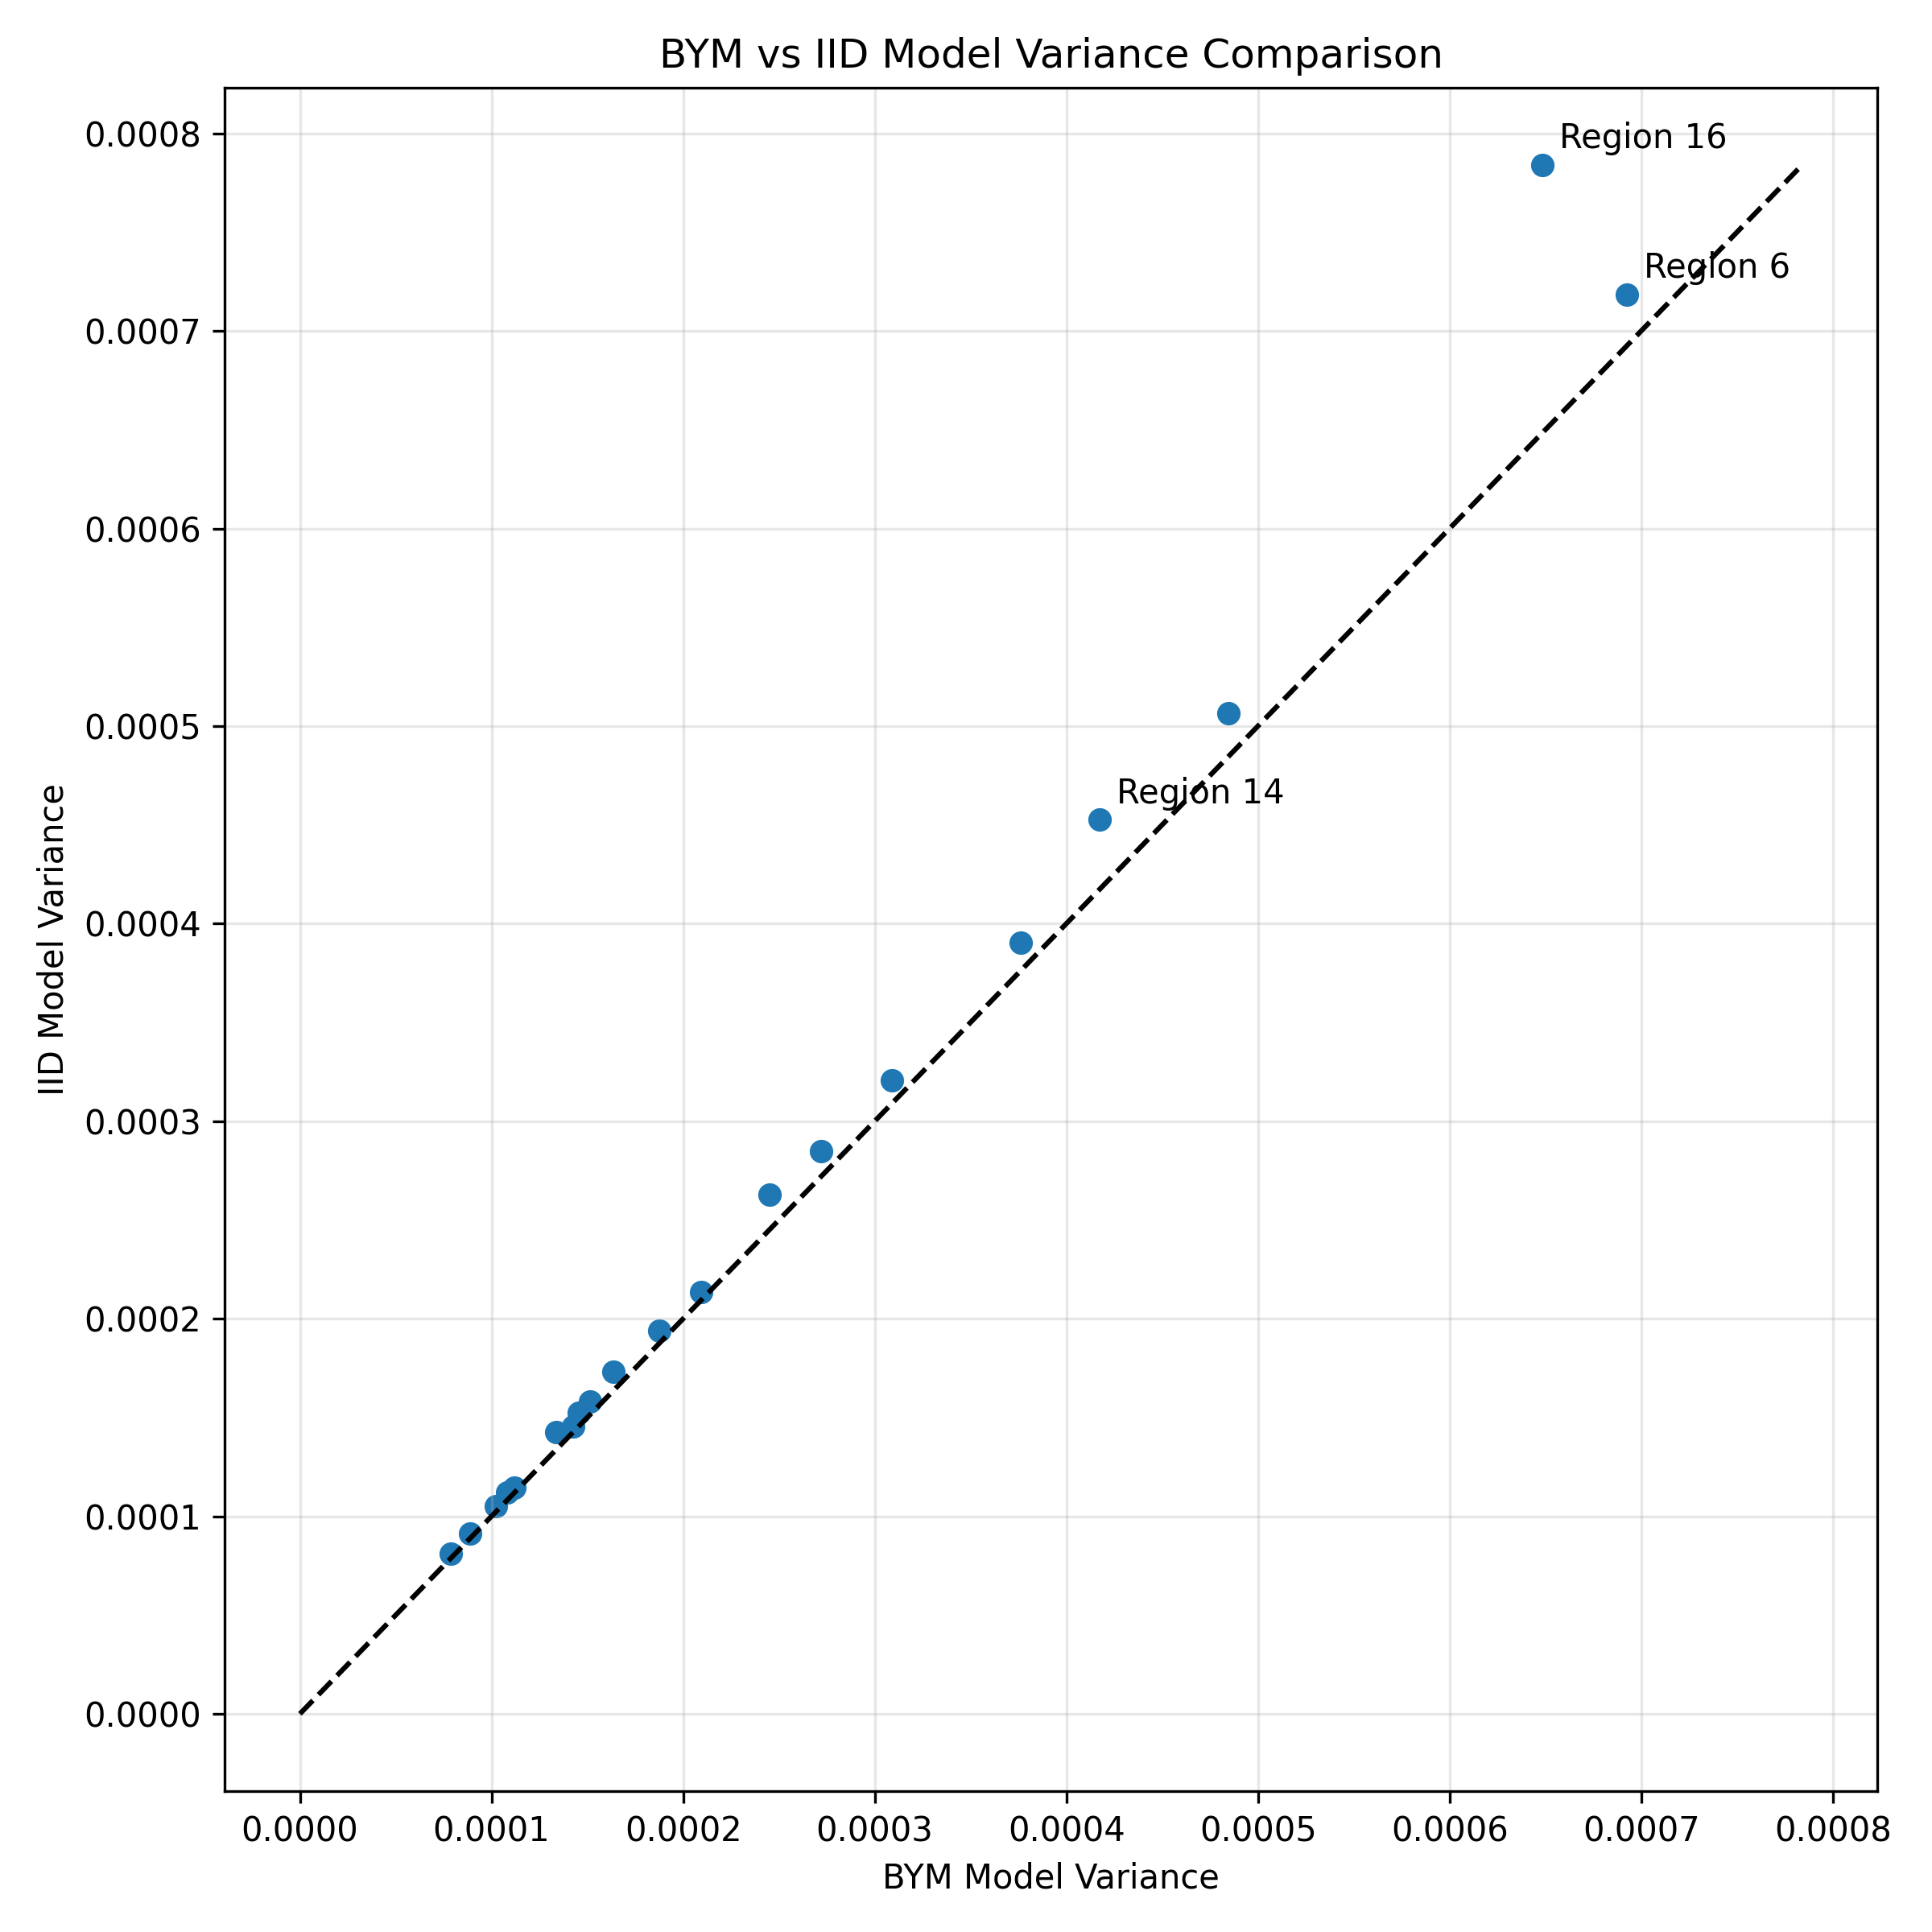 BYM vs IID Model Variance Comparison
0.0008
0.0007
0.0006
0.0005
0.0004
0.0003
0.0002
0.0001
0.0000
IID Model Variance
Region 16
Region 6
Region 14
0.0000 0.0001 0.0002 0.0003 0.0004 0.0005 0.0006 0.0007 0.0008
BYM Model Variance